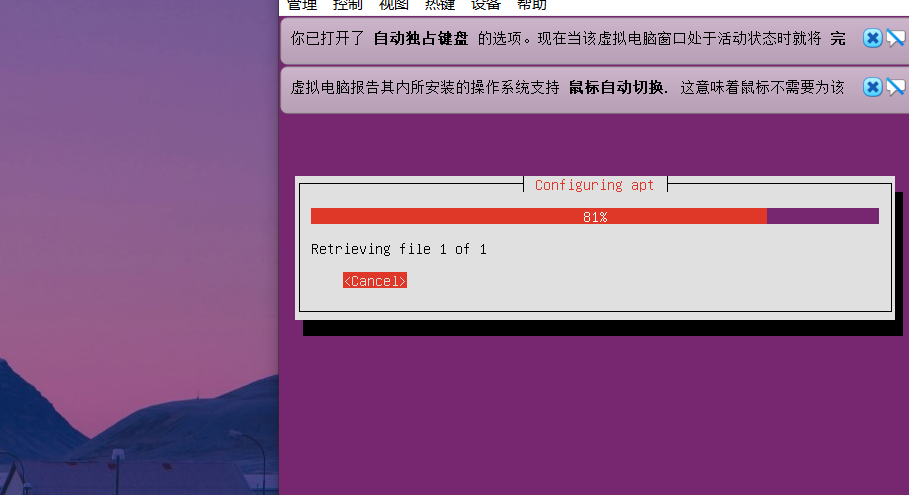 管理 控制 视图 热键 设备 帮助
你已打开了 自动独占键盘 的选项。现在当该虚拟电脑窗口处于活动状态时就将 完
虚拟电脑报告其内所安装的操作系统支持 鼠标自动切换. 这意味着鼠标不需要为该
Configuring apt
81%
Retrieving file 1 of 1
<Cancel>